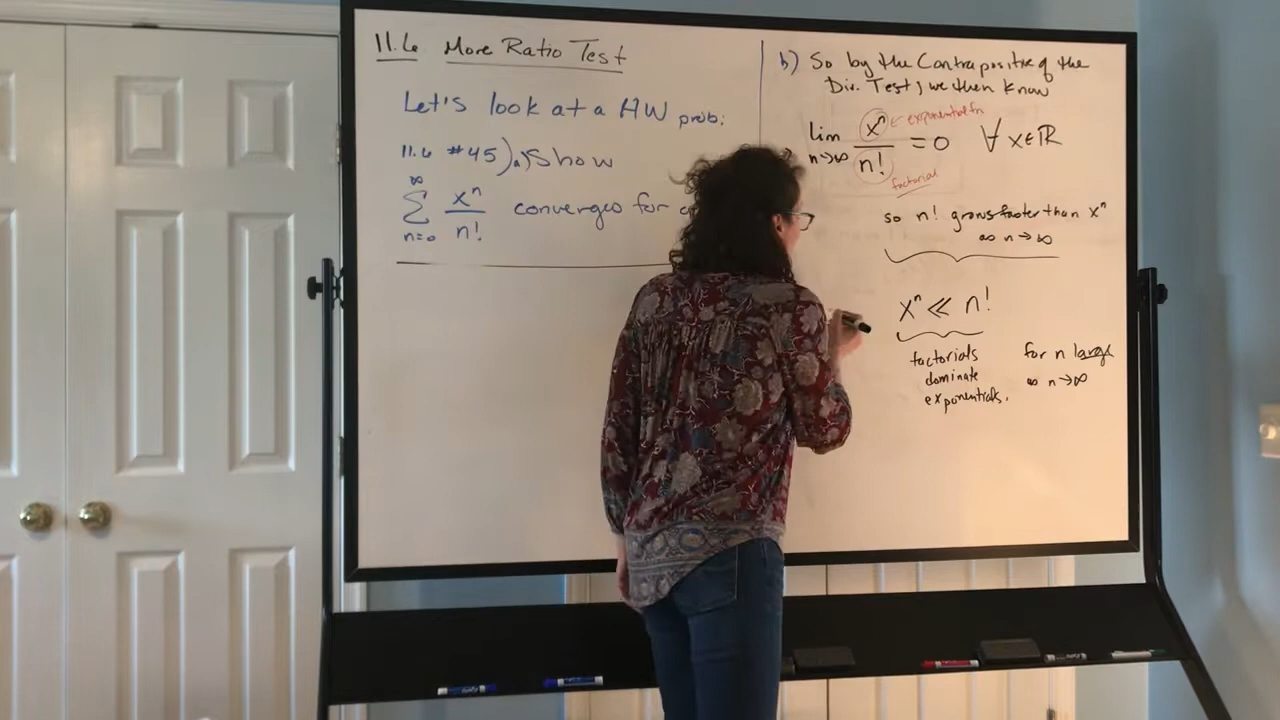 11.6 More Ratio Test
Let's look at a HW prob:
11.6 #45) a) Show
∞
∑ xⁿ/n! converges for
n=0
b) So by the Contrapositive of the
Div. Test, we then know
lim xⁿ/n! = 0 ∀ x∈ℝ
n→∞
← exponential fn
factorial
so n! grows faster than xⁿ
as n→∞
xⁿ ≪ n!
factorials
dominate
exponentials.
for n large
as n→∞